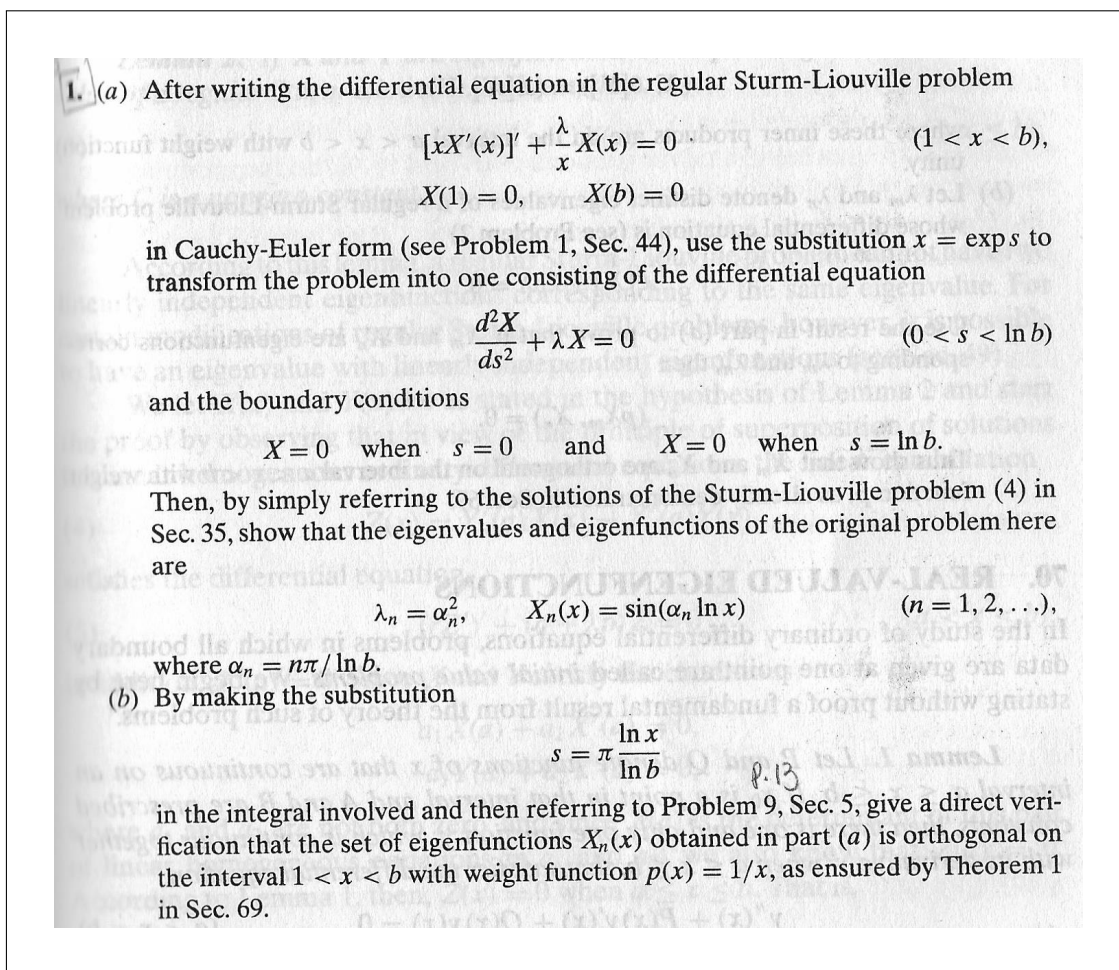 1. (a) After writing the differential equation in the regular Sturm-Liouville problem
[xX′(x)]′ + λ/x X(x) = 0 (1 < x < b),
X(1) = 0, X(b) = 0
in Cauchy-Euler form (see Problem 1, Sec. 44), use the substitution x = exp s to
transform the problem into one consisting of the differential equation
d²X/ds² + λX = 0 (0 < s < ln b)
and the boundary conditions
X = 0 when s = 0 and X = 0 when s = ln b.
Then, by simply referring to the solutions of the Sturm-Liouville problem (4) in
Sec. 35, show that the eigenvalues and eigenfunctions of the original problem here
are
λₙ = αₙ², Xₙ(x) = sin(αₙ ln x) (n = 1, 2, . . .),
where αₙ = nπ/ ln b.
(b) By making the substitution
s = π ln x/ln b
P. 13
in the integral involved and then referring to Problem 9, Sec. 5, give a direct veri-
fication that the set of eigenfunctions Xₙ(x) obtained in part (a) is orthogonal on
the interval 1 < x < b with weight function p(x) = 1/x, as ensured by Theorem 1
in Sec. 69.